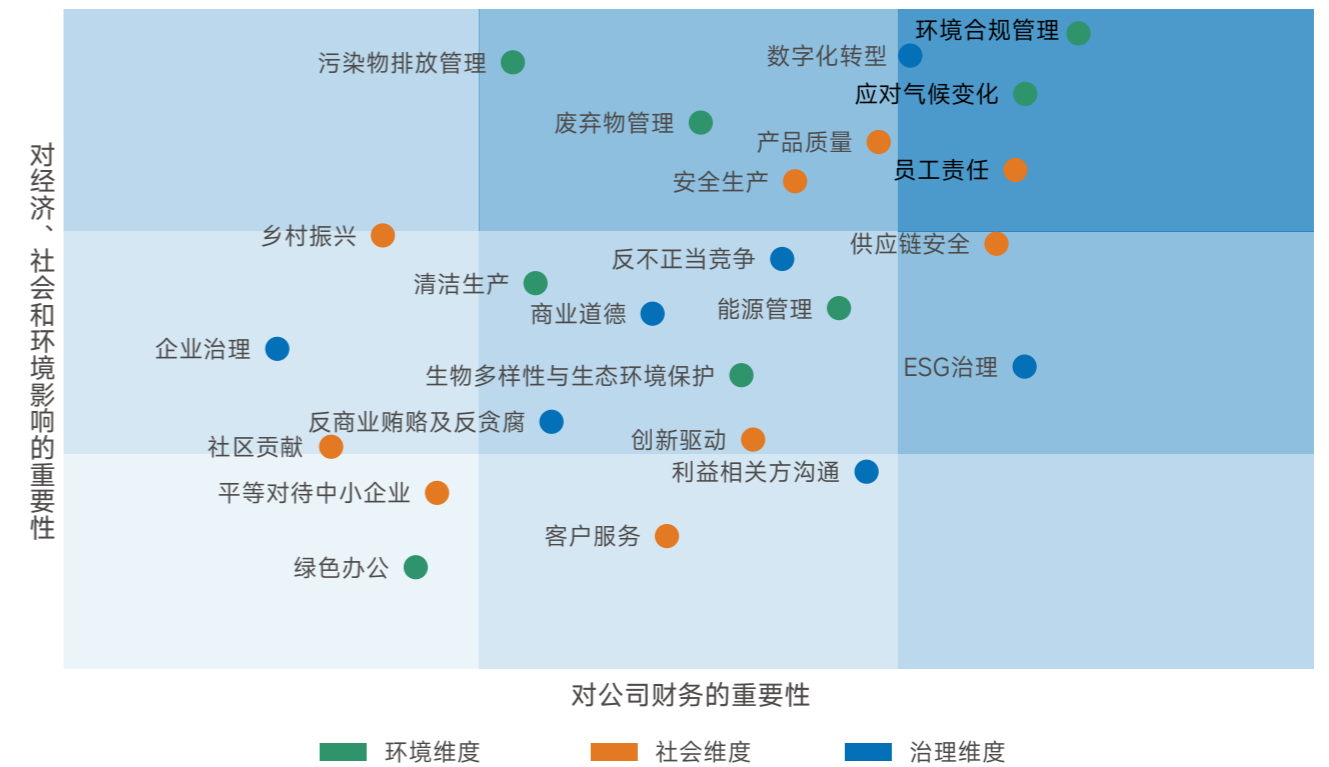 环境合规管理
数字化转型
污染物排放管理
应对气候变化
废弃物管理
产品质量
员工责任
安全生产
乡村振兴
供应链安全
反不正当竞争
清洁生产
能源管理
商业道德
企业治理
ESG治理
生物多样性与生态环境保护
反商业贿赂及反贪腐
创新驱动
社区贡献
利益相关方沟通
平等对待中小企业
客户服务
绿色办公
对经济、社会和环境影响的重要性
对公司财务的重要性
环境维度
社会维度
治理维度